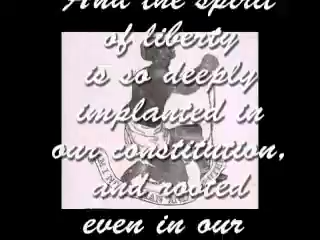 And the spirit
of liberty
is so deeply
implanted in
our constitution,
and rooted
even in our